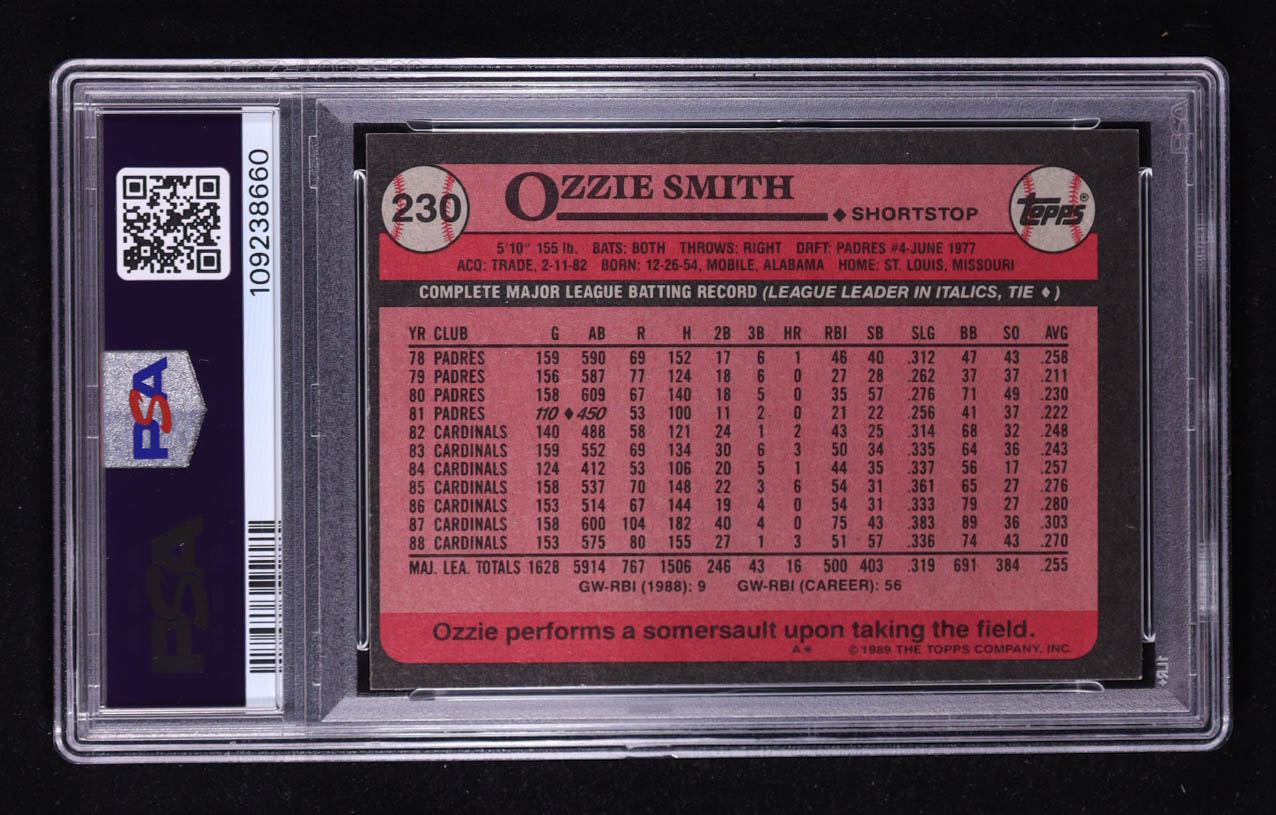 109238660
PSA
PSA
PSA
1LR+
230
OZZIE SMITH
♦ SHORTSTOP
TOPPS®
5'10" 155 lb. BATS: BOTH THROWS: RIGHT DRFT: PADRES #4-JUNE 1977
ACQ: TRADE, 2-11-82 BORN: 12-26-54, MOBILE, ALABAMA HOME: ST. LOUIS, MISSOURI
COMPLETE MAJOR LEAGUE BATTING RECORD (LEAGUE LEADER IN ITALICS, TIE ♦)
YR CLUB G AB R H 2B 3B HR RBI SB SLG BB SO AVG
78 PADRES 159 590 69 152 17 6 1 46 40 .312 47 43 .258
79 PADRES 156 587 77 124 18 6 0 27 28 .262 37 37 .211
80 PADRES 158 609 67 140 18 5 0 35 57 .276 71 49 .230
81 PADRES 110 ♦450 53 100 11 2 0 21 22 .256 41 37 .222
82 CARDINALS 140 488 58 121 24 1 2 43 25 .314 68 32 .248
83 CARDINALS 159 552 69 134 30 6 3 50 34 .335 64 36 .243
84 CARDINALS 124 412 53 106 20 5 1 44 35 .337 56 17 .257
85 CARDINALS 158 537 70 148 22 3 6 54 31 .361 65 27 .276
86 CARDINALS 153 514 67 144 19 4 0 54 31 .333 79 27 .280
87 CARDINALS 158 600 104 182 40 4 0 75 43 .383 89 36 .303
88 CARDINALS 153 575 80 155 27 1 3 51 57 .336 74 43 .270
MAJ. LEA. TOTALS 1628 5914 767 1506 246 43 16 500 403 .319 691 384 .255
GW-RBI (1988): 9 GW-RBI (CAREER): 56
Ozzie performs a somersault upon taking the field.
A* ©1989 THE TOPPS COMPANY, INC.